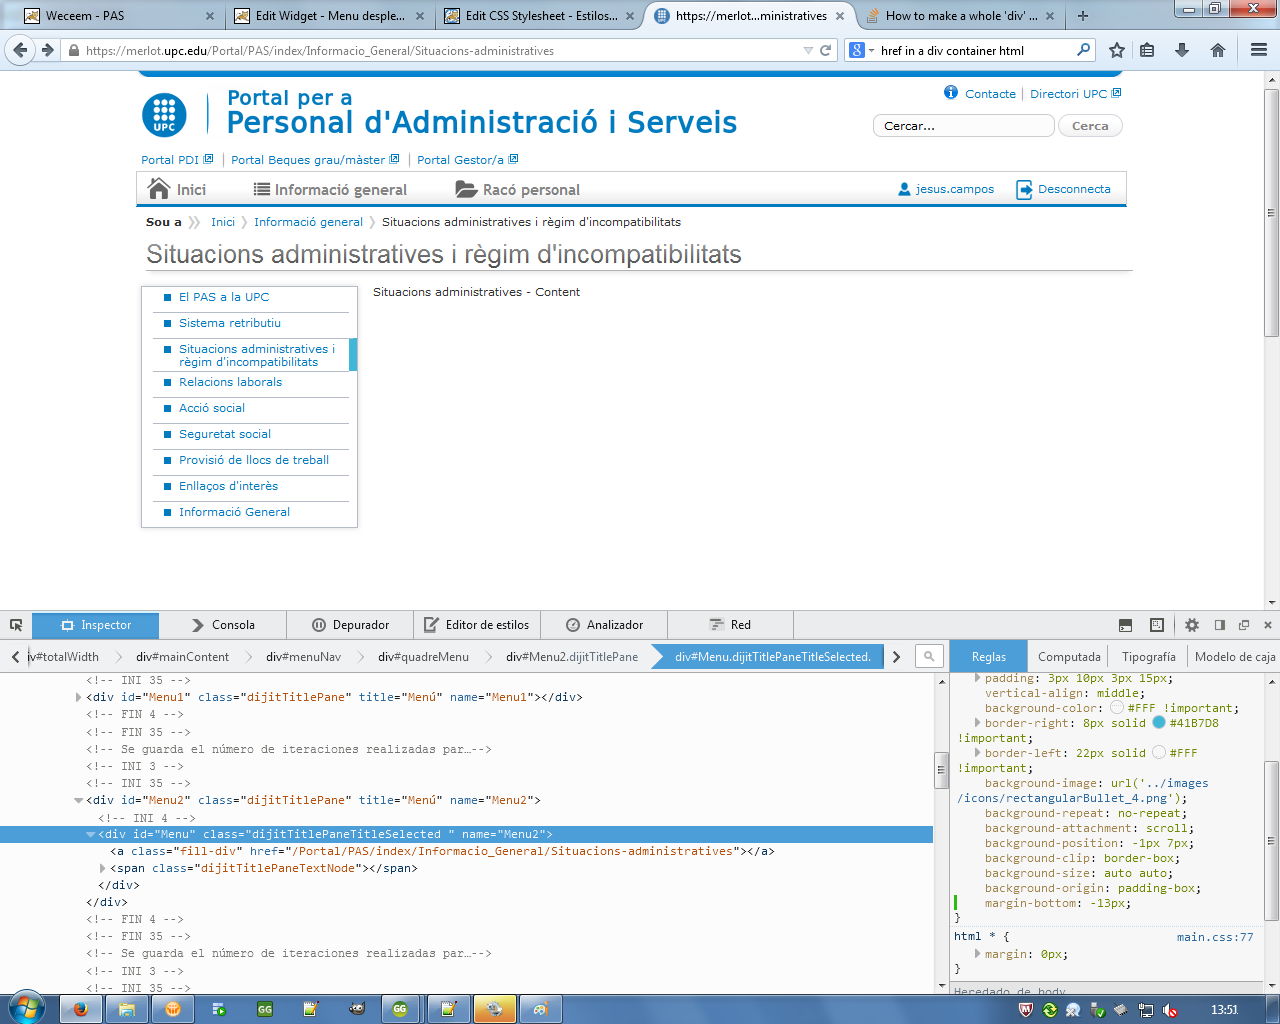 Weceem - PAS
Edit Widget - Menu desple...
Edit CSS Stylesheet - Estilos...
https://merlot...ministratives
How to make a whole 'div' ...
https://merlot.upc.edu/Portal/PAS/index/Informacio_General/Situacions-administratives
href in a div container html
UPC
Portal per a
Personal d'Administració i Serveis
Contacte | Directori UPC
Cercar...
Cerca
Portal PDI | Portal Beques grau/màster | Portal Gestor/a
Inici
Informació general
Racó personal
jesus.campos
Desconnecta
Sou a Inici Informació general Situacions administratives i règim d'incompatibilitats
Situacions administratives i règim d'incompatibilitats
El PAS a la UPC
Sistema retributiu
Situacions administratives i
règim d'incompatibilitats
Relacions laborals
Acció social
Seguretat social
Provisió de llocs de treball
Enllaços d'interès
Informació General
Situacions administratives - Content
Inspector
Consola
Depurador
Editor de estilos
Analizador
Red
iv#totalWidth
div#mainContent
div#menuNav
div#quadreMenu
div#Menu2.dijitTitlePane
div#Menu.dijitTitlePaneTitleSelected.
Reglas
Computada
Tipografía
Modelo de caja
<!-- INI 35 -->
<div id="Menu1" class="dijitTitlePane" title="Menú" name="Menu1"></div>
<!-- FIN 4 -->
<!-- FIN 35 -->
<!-- Se guarda el número de iteraciones realizadas par…-->
<!-- INI 3 -->
<!-- INI 35 -->
<div id="Menu2" class="dijitTitlePane" title="Menú" name="Menu2">
<!-- INI 4 -->
<div id="Menu" class="dijitTitlePaneTitleSelected " name="Menu2">
<a class="fill-div" href="/Portal/PAS/index/Informacio_General/Situacions-administratives"></a>
<span class="dijitTitlePaneTextNode"></span>
</div>
</div>
<!-- FIN 4 -->
<!-- FIN 35 -->
<!-- Se guarda el número de iteraciones realizadas par…-->
<!-- INI 3 -->
<!-- INI 35 -->
padding: 3px 10px 3px 15px;
vertical-align: middle;
background-color: #FFF !important;
border-right: 8px solid #41B7D8
!important;
border-left: 22px solid #FFF
!important;
background-image: url('../images
/icons/rectangularBullet_4.png');
background-repeat: no-repeat;
background-attachment: scroll;
background-position: -1px 7px;
background-clip: border-box;
background-size: auto auto;
background-origin: padding-box;
margin-bottom: -13px;
}
html * { main.css:77
margin: 0px;
}
Heredado de body
13:51